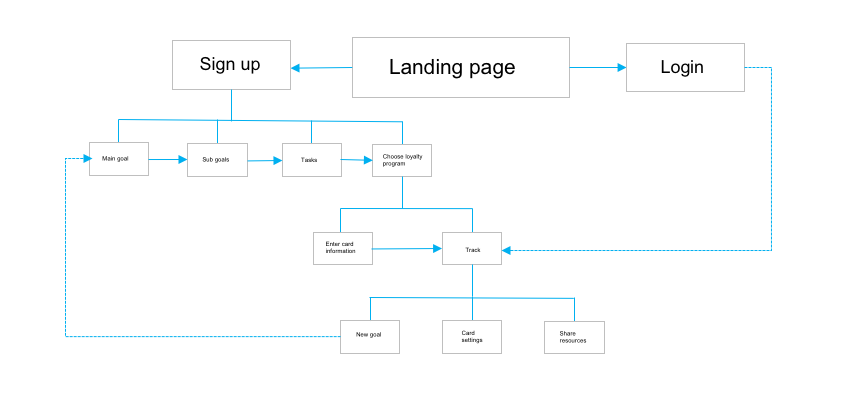 Sign up
Landing page
Login
Main goal
Sub goals
Tasks
Choose loyalty
program
Enter card
information
Track
New goal
Card
settings
Share
resources